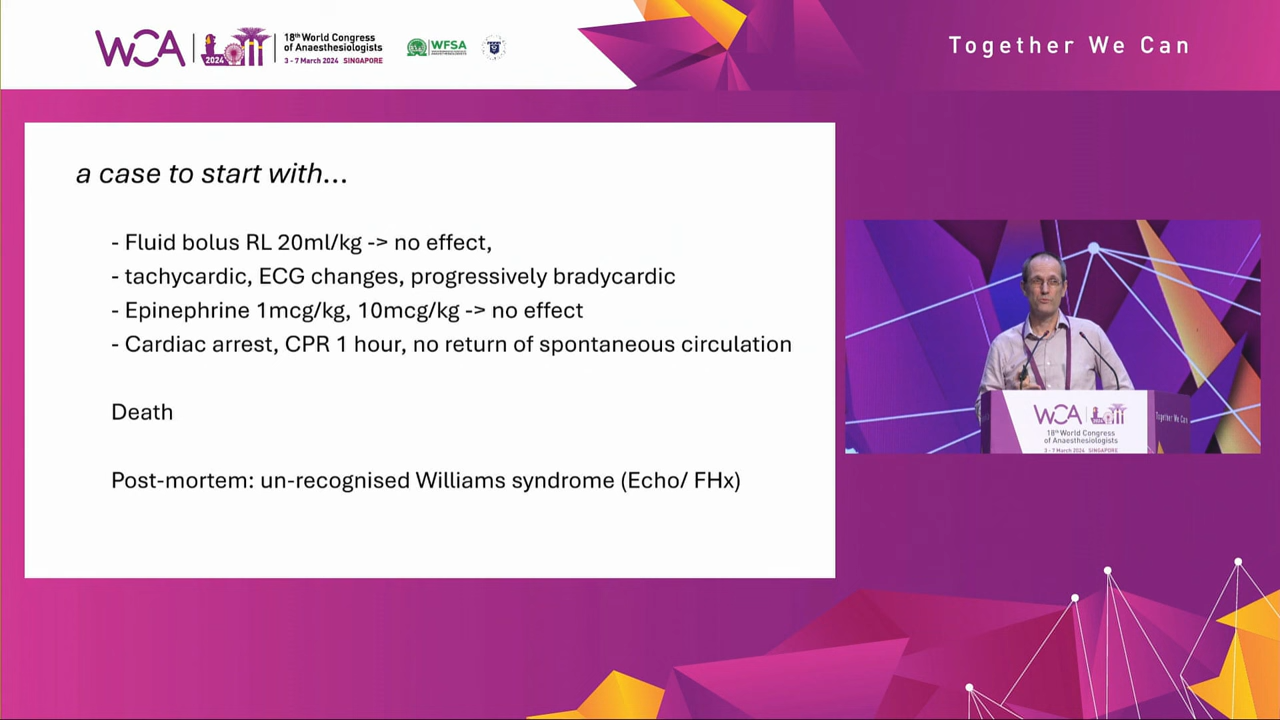 WCA
2024
18th World Congress
of Anaesthesiologists
3 - 7 March 2024 SINGAPORE
WFSA
Together We Can
a case to start with...
- Fluid bolus RL 20ml/kg -> no effect,
- tachycardic, ECG changes, progressively bradycardic
- Epinephrine 1mcg/kg, 10mcg/kg -> no effect
- Cardiac arrest, CPR 1 hour, no return of spontaneous circulation
Death
Post-mortem: un-recognised Williams syndrome (Echo/ FHx)
WCA
18th World Congress
of Anaesthesiologists
3 - 7 March 2024 SINGAPORE
Together We Can